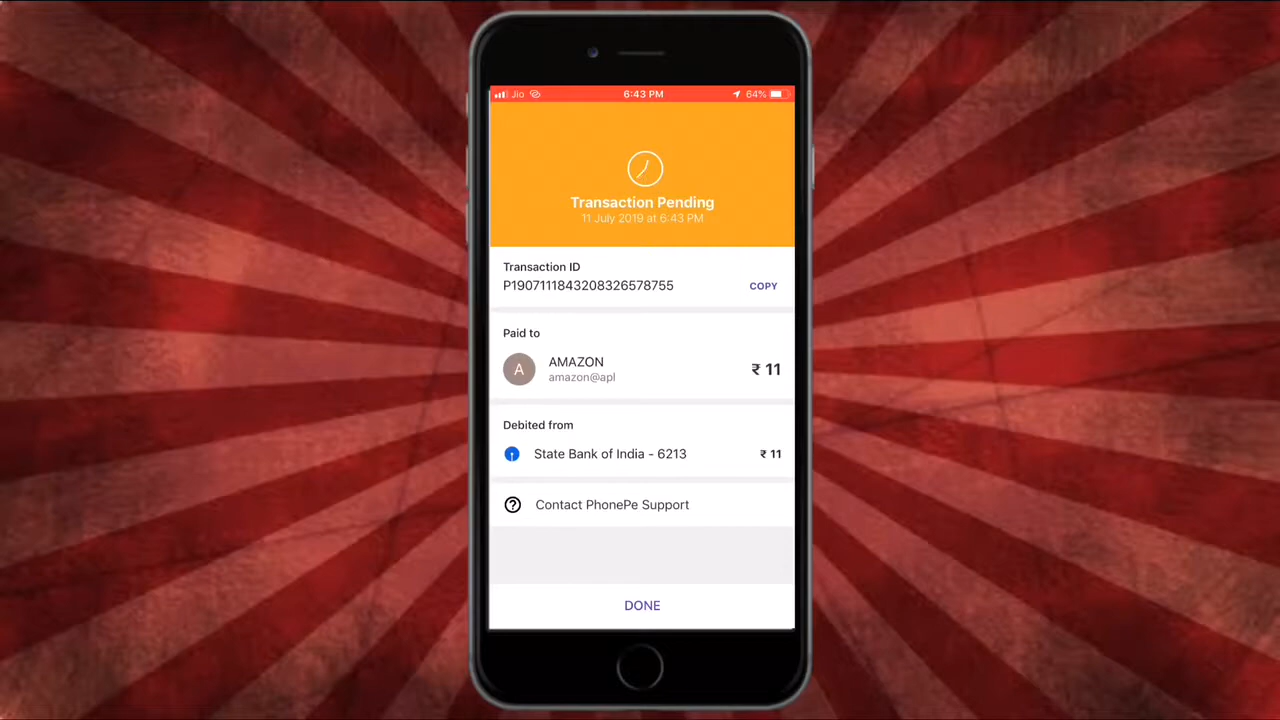 Jio 6:43 PM 64%
Transaction Pending
11 July 2019 at 6:43 PM
Transaction ID
P1907111843208326578755 COPY
Paid to
A AMAZON ₹ 11
amazon@apl
Debited from
State Bank of India - 6213 ₹ 11
? Contact PhonePe Support
DONE